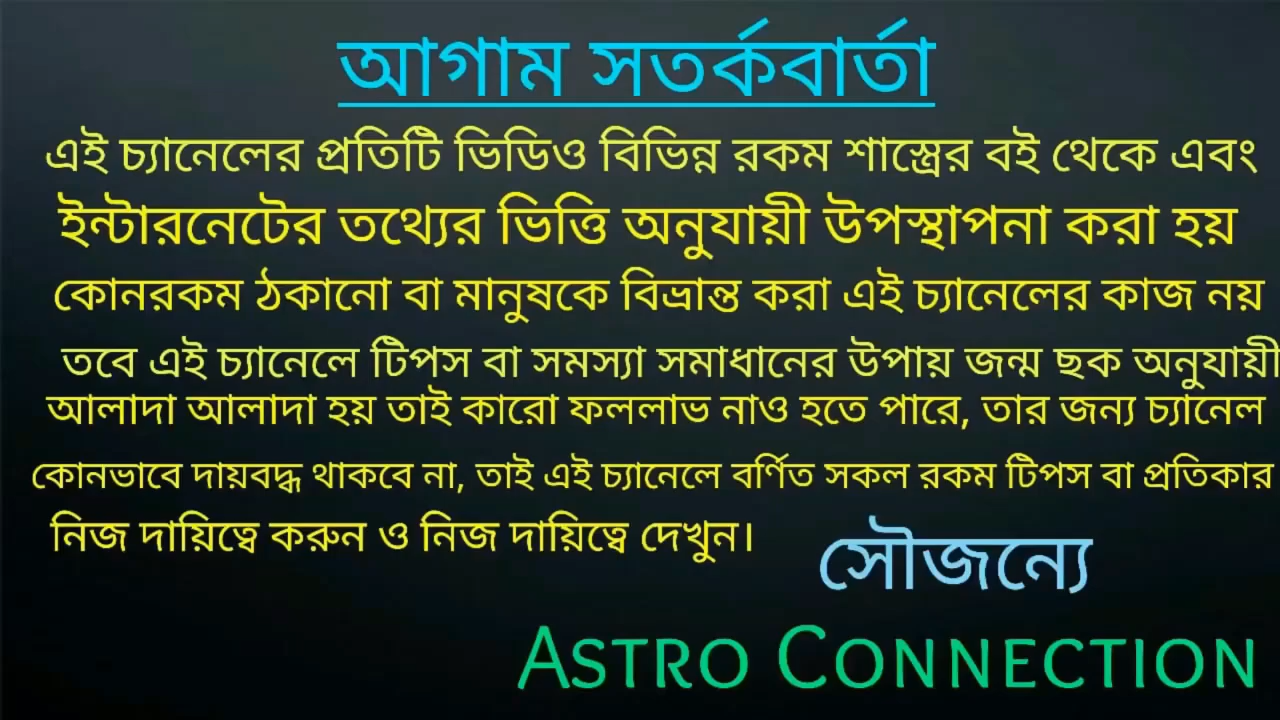 আগাম সতর্কবার্তা
এই চ্যানেলের প্রতিটি ভিডিও বিভিন্ন রকম শাস্ত্রের বই থেকে এবং
ইন্টারনেটের তথ্যের ভিত্তি অনুযায়ী উপস্থাপনা করা হয়
কোনরকম ঠকানো বা মানুষকে বিভ্রান্ত করা এই চ্যানেলের কাজ নয়
তবে এই চ্যানেলে টিপস বা সমস্যা সমাধানের উপায় জন্ম ছক অনুযায়ী
আলাদা আলাদা হয় তাই কারো ফললাভ নাও হতে পারে, তার জন্য চ্যানেল
কোনভাবে দায়বদ্ধ থাকবে না, তাই এই চ্যানেলে বর্ণিত সকল রকম টিপস বা প্রতিকার
নিজ দায়িত্বে করুন ও নিজ দায়িত্বে দেখুন।
সৌজন্যে
ASTRO CONNECTION